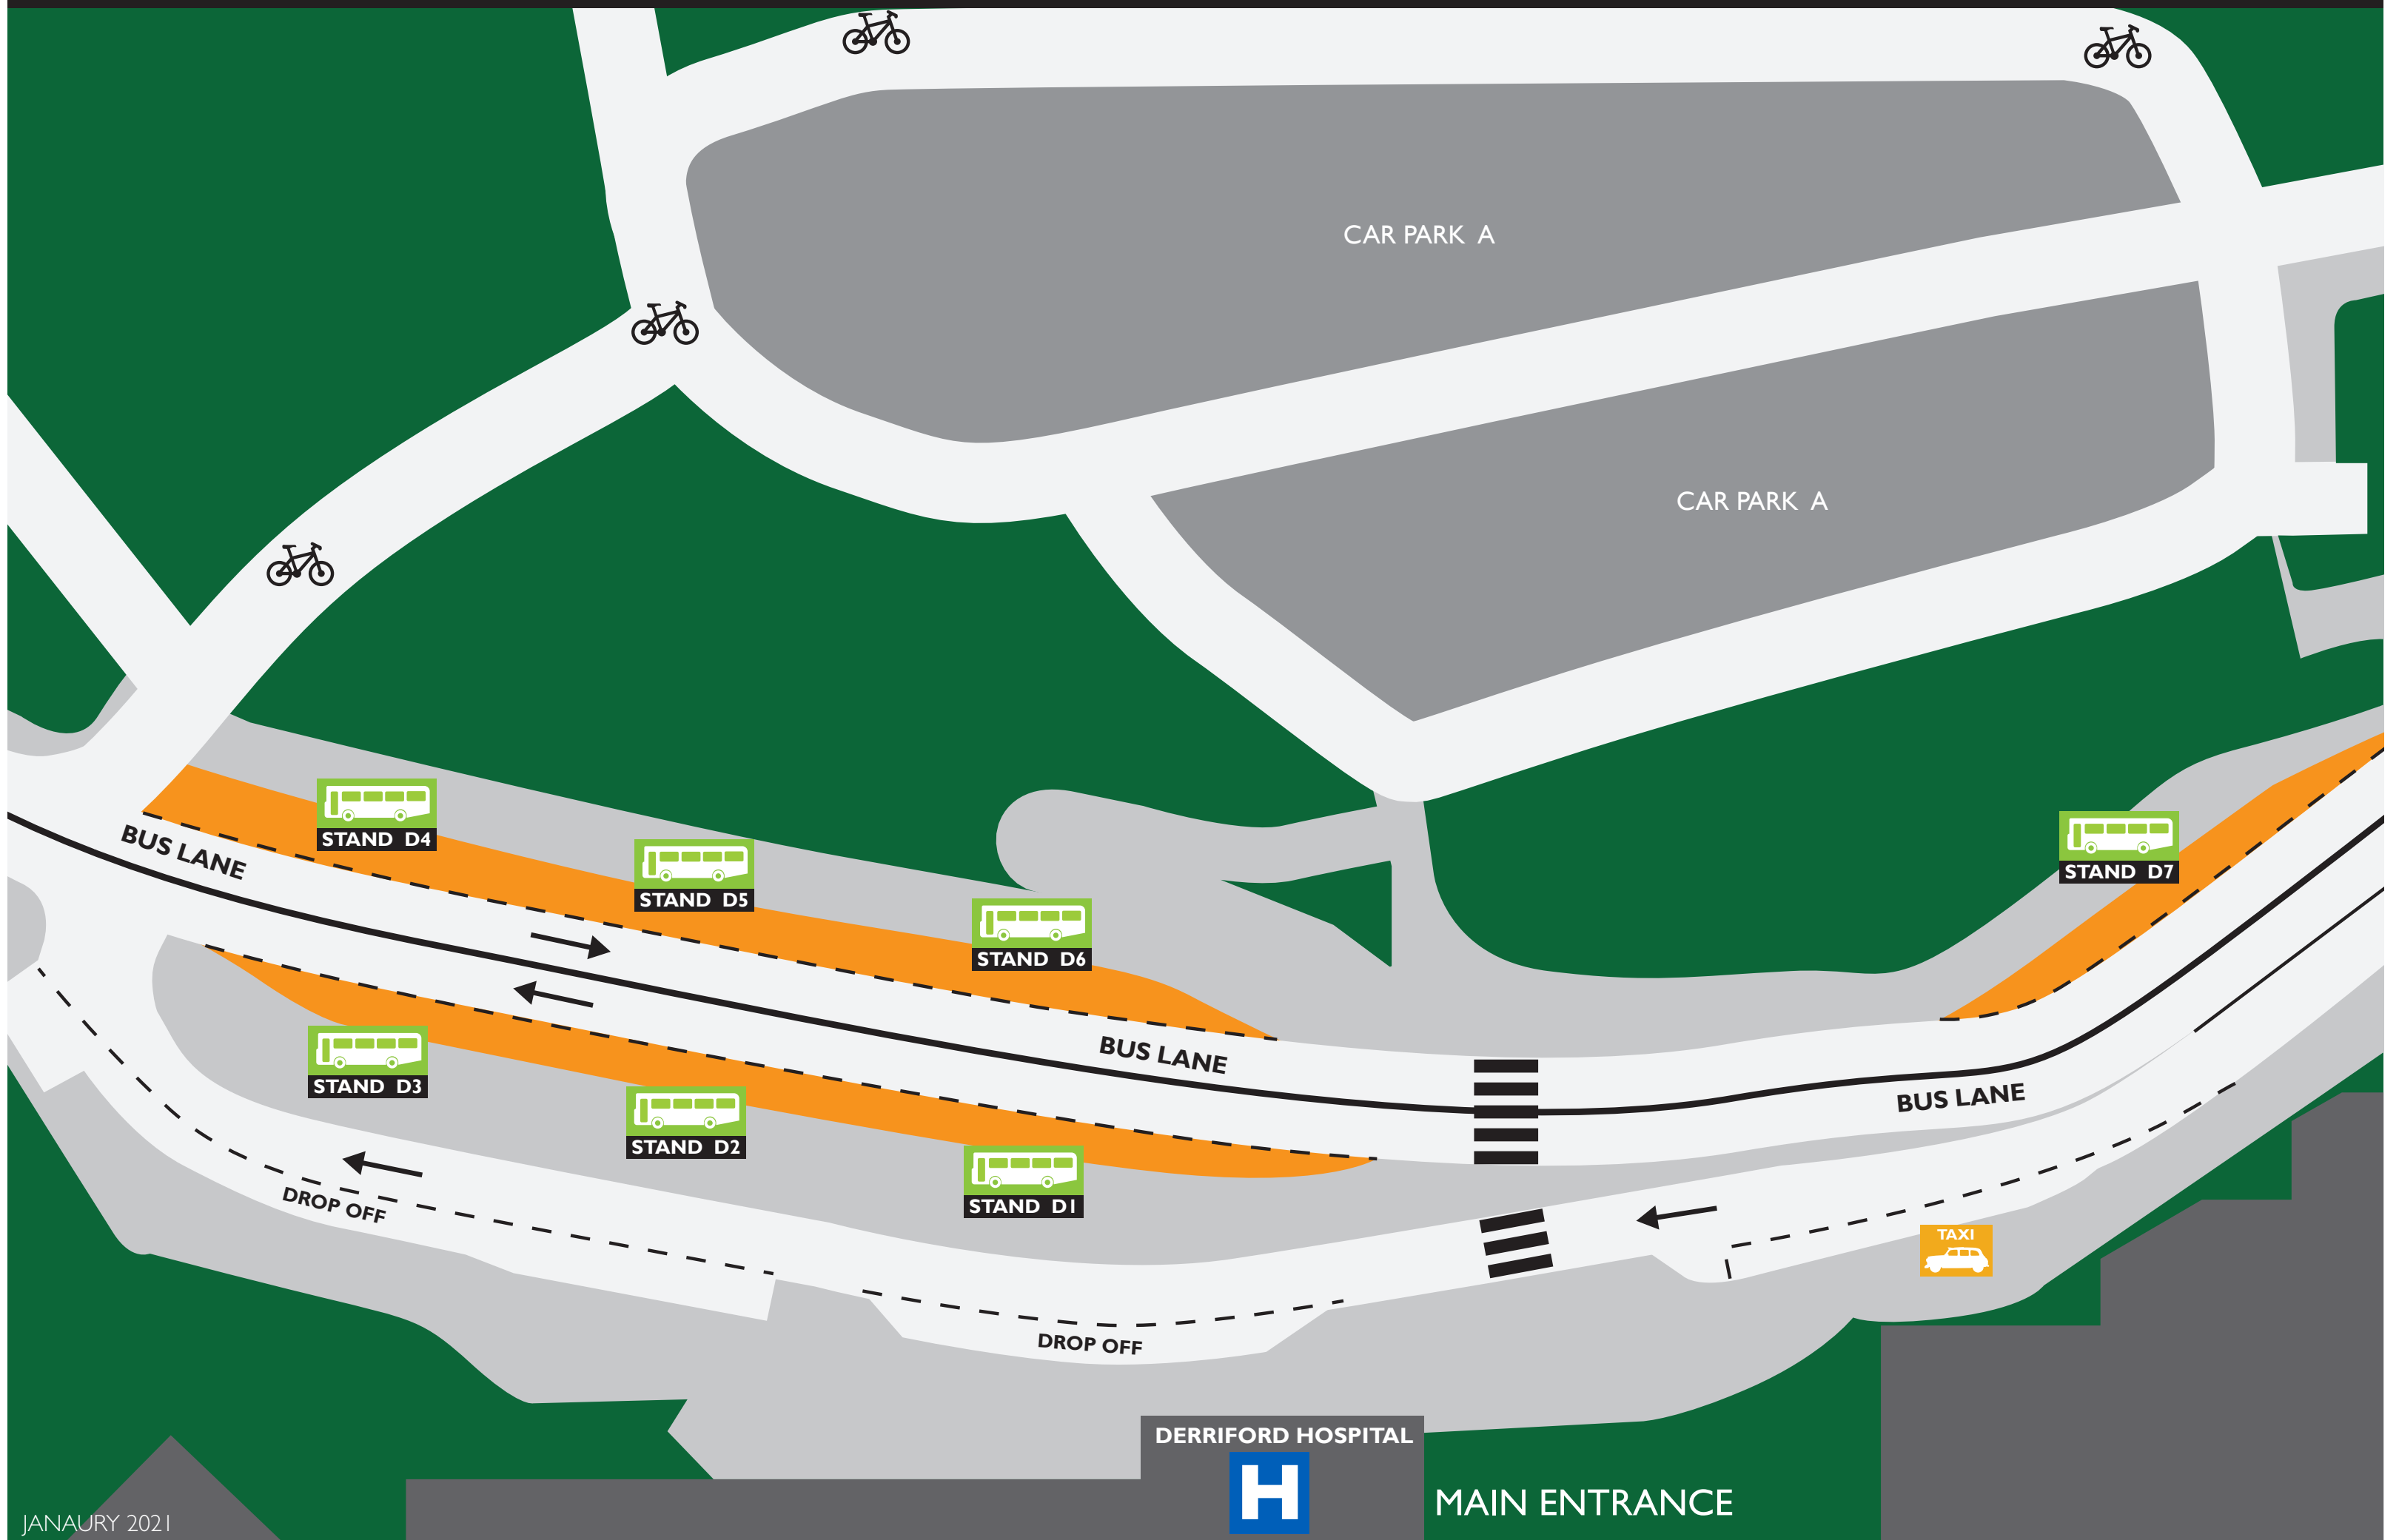 CAR PARK A
CAR PARK A
STAND D4
BUS LANE
STAND D5
STAND D7
STAND D6
STAND D3
BUS LANE
BUS LANE
STAND D2
STAND D1
DROP OFF
TAXI
DROP OFF
DERRIFORD HOSPITAL
H
MAIN ENTRANCE
JANAURY 2021